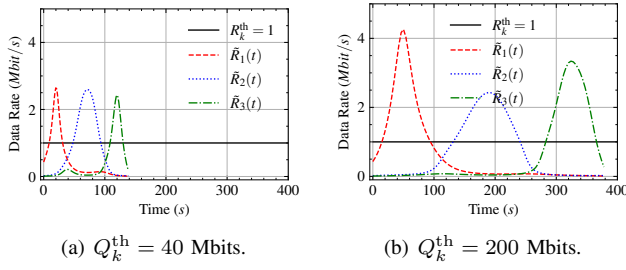 R_k^th = 1
R̃_1(t)
R̃_2(t)
R̃_3(t)
Data Rate (Mbit/s)
4
2
0
0 100 200 300 400
Time (s)
(a) Q_k^th = 40 Mbits.
R_k^th = 1
R̃_1(t)
R̃_2(t)
R̃_3(t)
Data Rate (Mbit/s)
4
2
0
0 100 200 300 400
Time (s)
(b) Q_k^th = 200 Mbits.